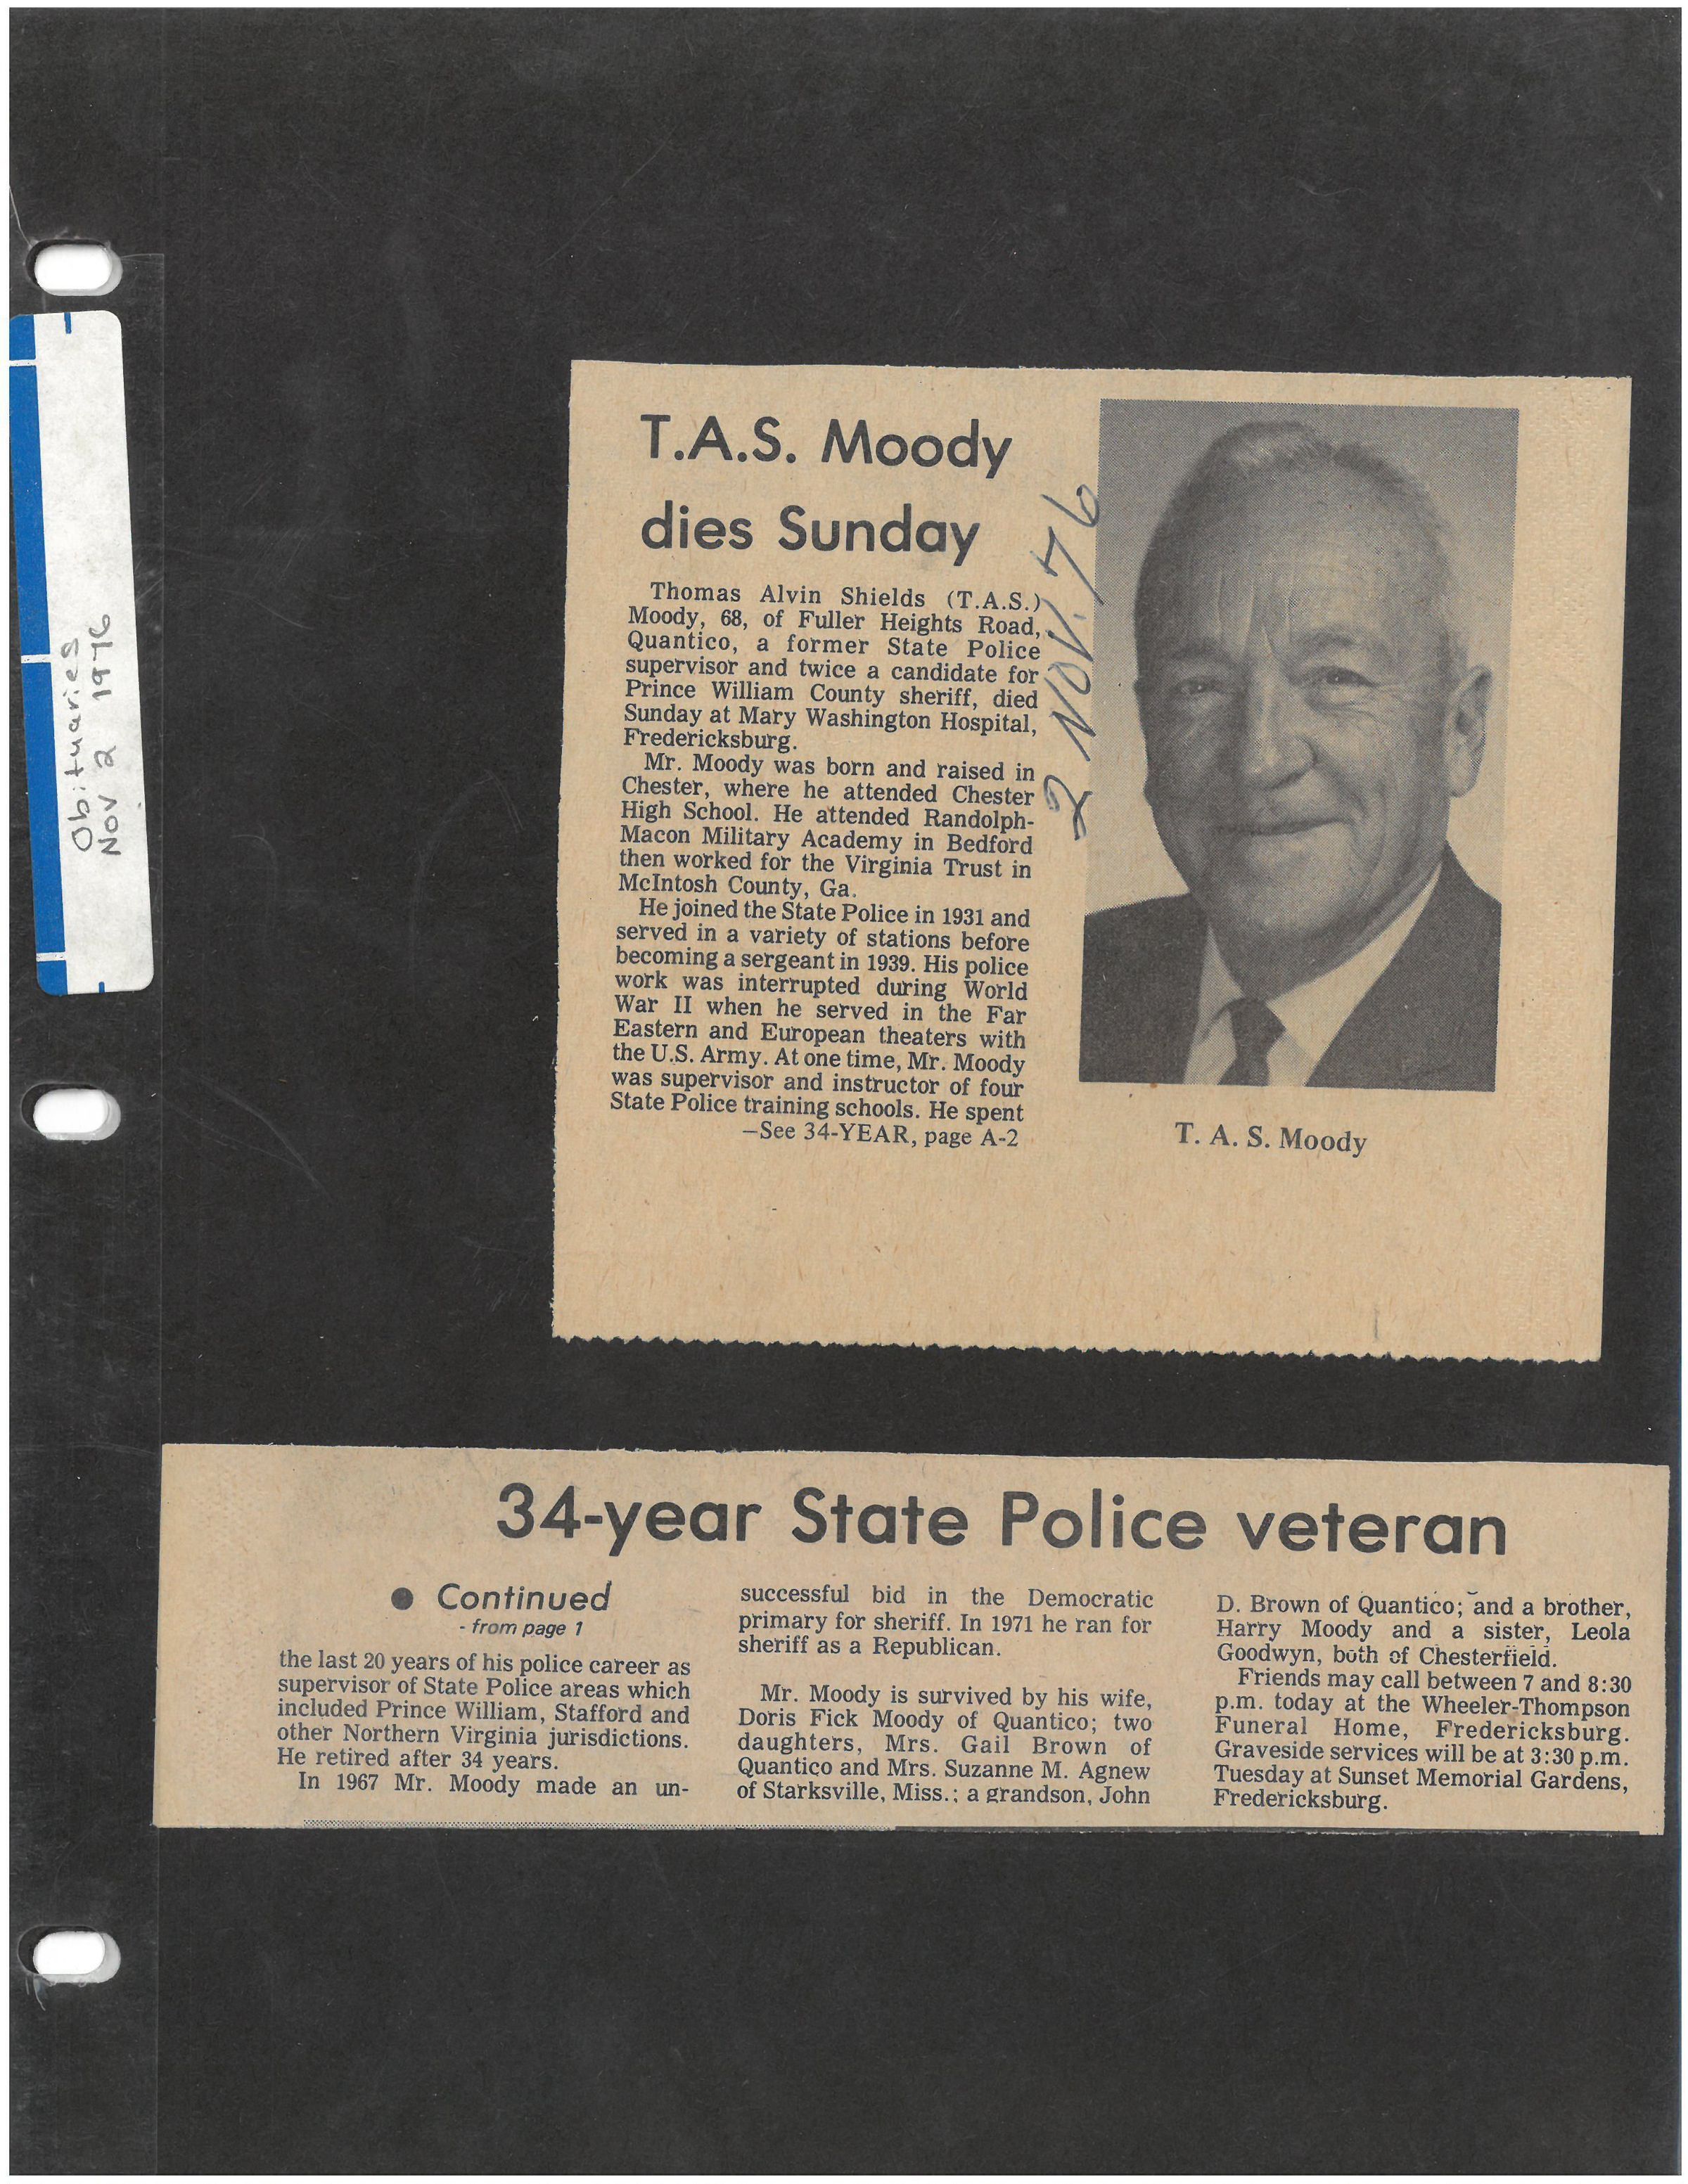 Obituaries
Nov 2 1976
T.A.S. Moody
dies Sunday
2 NOV. 76
Thomas Alvin Shields (T.A.S.)
Moody, 68, of Fuller Heights Road,
Quantico, a former State Police
supervisor and twice a candidate for
Prince William County sheriff, died
Sunday at Mary Washington Hospital,
Fredericksburg.
Mr. Moody was born and raised in
Chester, where he attended Chester
High School. He attended Randolph-
Macon Military Academy in Bedford
then worked for the Virginia Trust in
McIntosh County, Ga.
He joined the State Police in 1931 and
served in a variety of stations before
becoming a sergeant in 1939. His police
work was interrupted during World
War II when he served in the Far
Eastern and European theaters with
the U.S. Army. At one time, Mr. Moody
was supervisor and instructor of four
State Police training schools. He spent
—See 34-YEAR, page A-2
T. A. S. Moody
34-year State Police veteran
● Continued
- from page 1
the last 20 years of his police career as
supervisor of State Police areas which
included Prince William, Stafford and
other Northern Virginia jurisdictions.
He retired after 34 years.
In 1967 Mr. Moody made an un-
successful bid in the Democratic
primary for sheriff. In 1971 he ran for
sheriff as a Republican.
Mr. Moody is survived by his wife,
Doris Fick Moody of Quantico; two
daughters, Mrs. Gail Brown of
Quantico and Mrs. Suzanne M. Agnew
of Starksville, Miss.; a grandson, John
D. Brown of Quantico; and a brother,
Harry Moody and a sister, Leola
Goodwyn, both of Chesterfield.
Friends may call between 7 and 8:30
p.m. today at the Wheeler-Thompson
Funeral Home, Fredericksburg.
Graveside services will be at 3:30 p.m.
Tuesday at Sunset Memorial Gardens,
Fredericksburg.